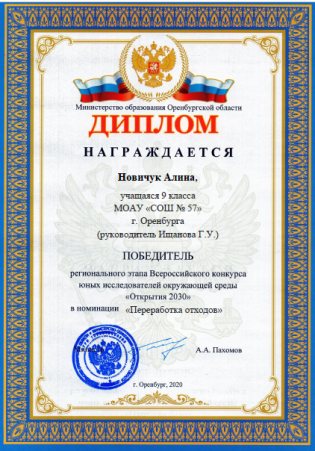 Министерство образования Оренбургской области
ДИПЛОМ
НАГРАЖДАЕТСЯ
Новичук Алина,
учащаяся 9 класса
МОАУ «СОШ № 57»
г. Оренбурга
(руководитель Ишанова Г.У.)
ПОБЕДИТЕЛЬ
регионального этапа Всероссийского конкурса
юных исследователей окружающей среды
«Открытия 2030»
в номинации «Переработка отходов»
А.А. Пахомов
г. Оренбург, 2020